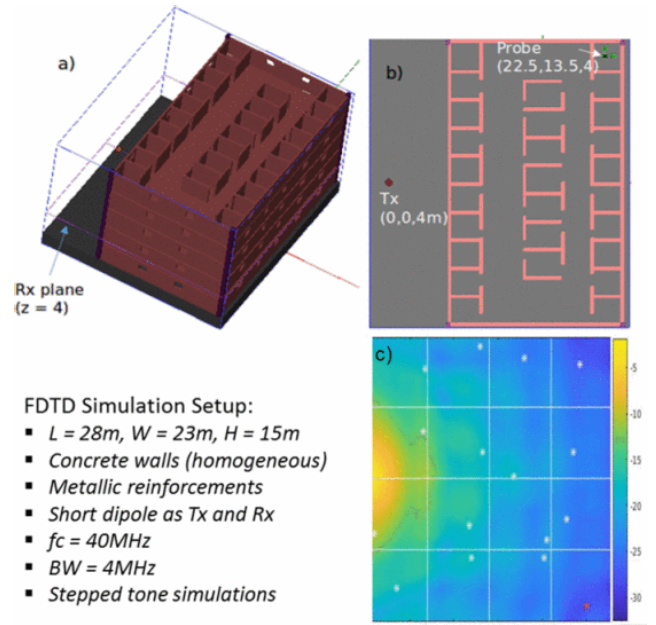 a)
Rx plane
(z = 4)
b)
Probe
(22.5,13.5,4)
Tx
(0,0,4m)
FDTD Simulation Setup:
▪ L = 28m, W = 23m, H = 15m
▪ Concrete walls (homogeneous)
▪ Metallic reinforcements
▪ Short dipole as Tx and Rx
▪ fc = 40MHz
▪ BW = 4MHz
▪ Stepped tone simulations
c)
-5
-10
-15
-20
-25
-30